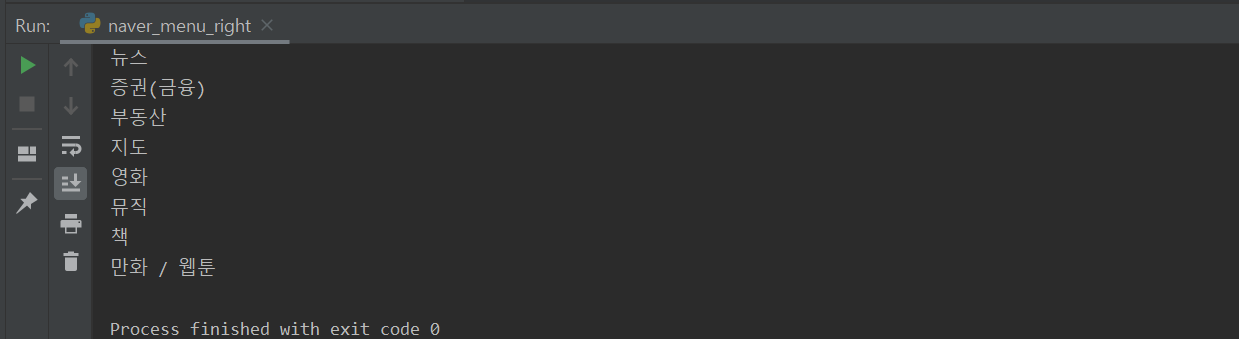 Run:
naver_menu_right
뉴스
증권(금융)
부동산
지도
영화
뮤직
책
만화 / 웹툰
Process finished with exit code 0